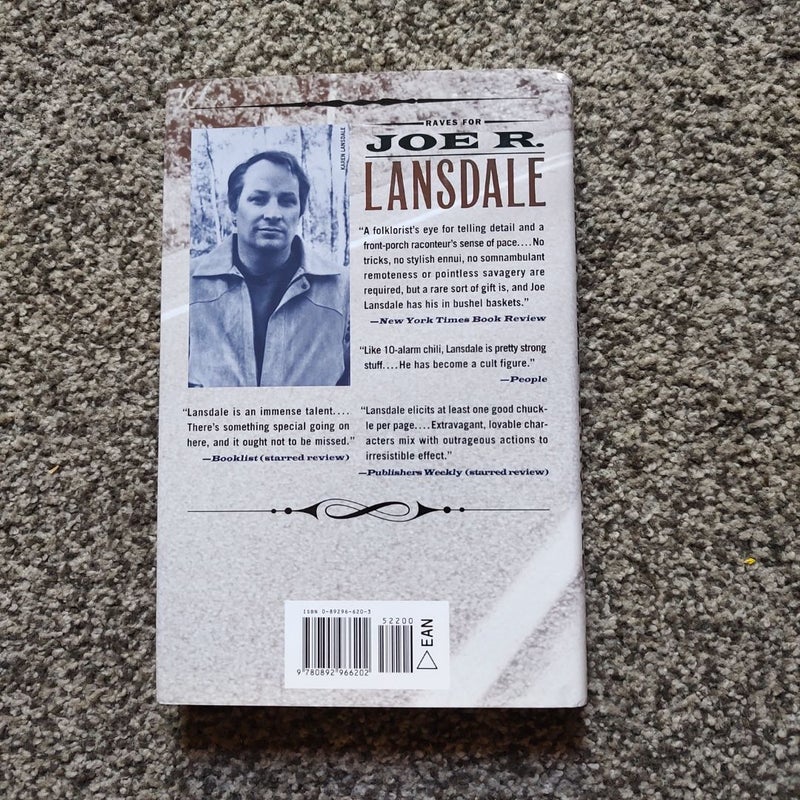 RAVES FOR
JOE R.
LANSDALE
KAREN LANSDALE
“A folklorist’s eye for telling detail and a
front-porch raconteur’s sense of pace....No
tricks, no stylish ennui, no somnambulant
remoteness or pointless savagery are
required, but a rare sort of gift is, and Joe
Lansdale has his in bushel baskets.”
—New York Times Book Review
“Like 10-alarm chili, Lansdale is pretty strong
stuff....He has become a cult figure.”
—People
“Lansdale is an immense talent....
There’s something special going on
here, and it ought not to be missed.”
—Booklist (starred review)
“Lansdale elicits at least one good chuck-
le per page....Extravagant, lovable char-
acters mix with outrageous actions to
irresistible effect.”
—Publishers Weekly (starred review)
ISBN 0-89296-620-3
52200
EAN
9 780892 966202